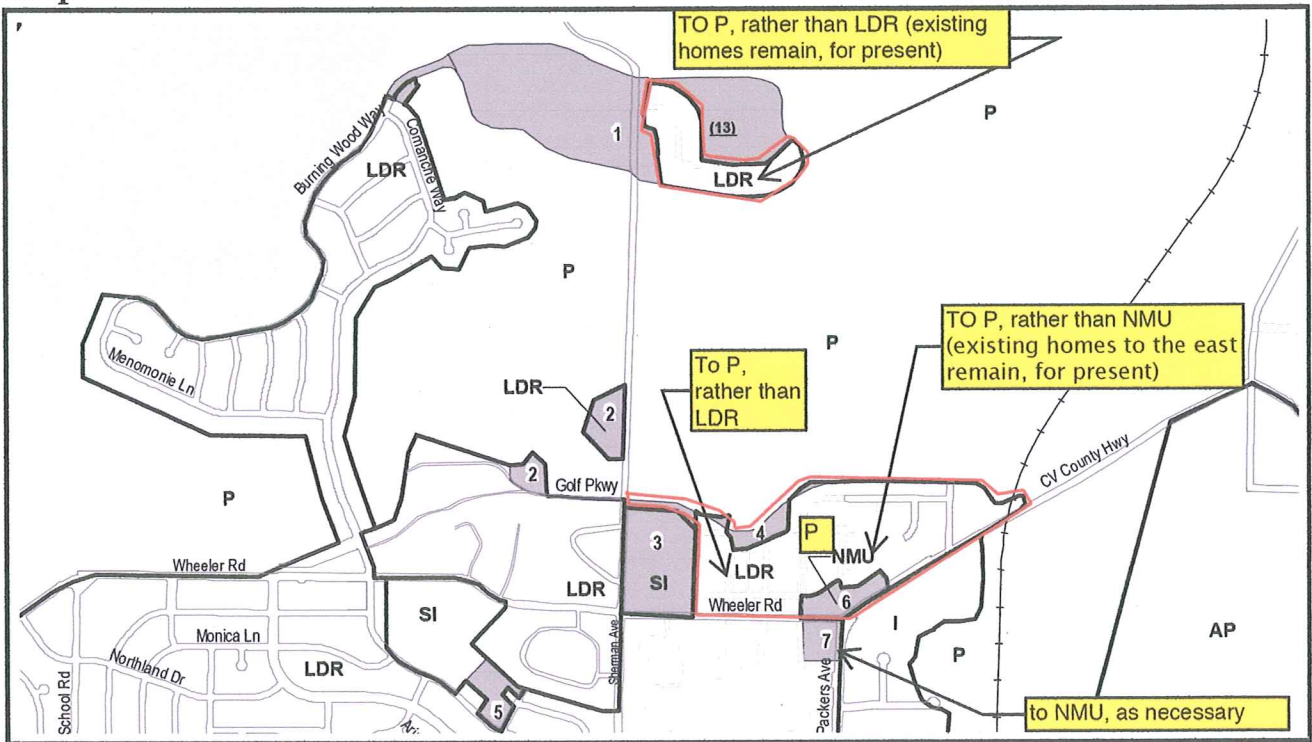 TO P, rather than LDR (existing
homes remain, for present)
P
1
(13)
LDR
Burning Wood Way
Comanche Way
LDR
P
P
TO P, rather than NMU
(existing homes to the east
remain, for present)
To P,
rather than
LDR
Menomonie Ln
LDR
2
2
Golf Pkwy
CV County Hwy
P
3
4
P
NMU
Wheeler Rd
LDR
SI
LDR
Wheeler Rd
6
SI
Monica Ln
Sherman Ave
7
I
P
AP
Northland Dr
LDR
School Rd
5
Packers Ave
to NMU, as necessary